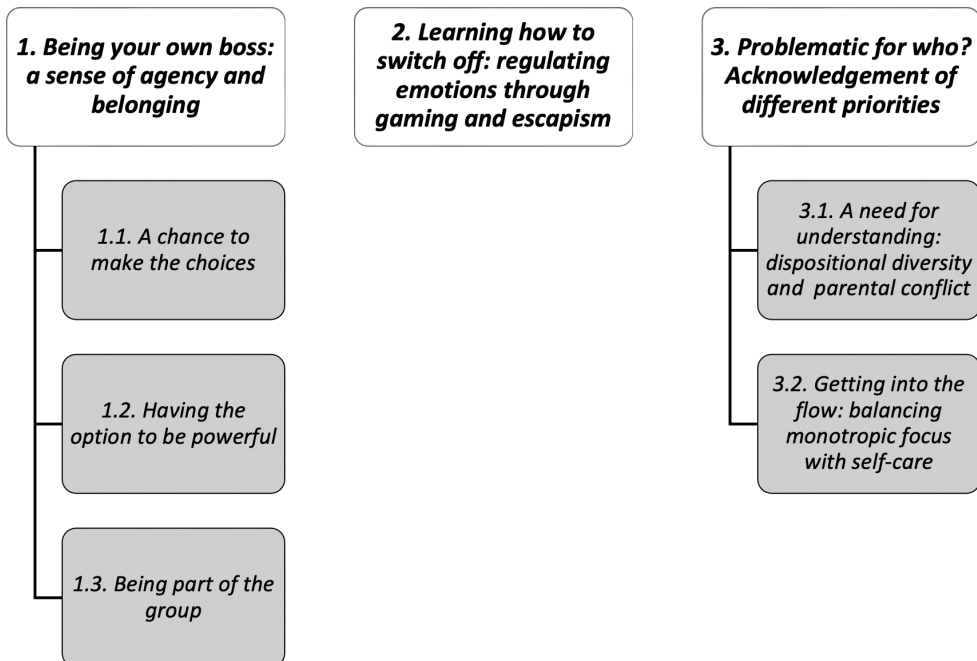 1. Being your own boss:
a sense of agency and
belonging
1.1. A chance to
make the choices
1.2. Having the
option to be powerful
1.3. Being part of the
group
2. Learning how to
switch off: regulating
emotions through
gaming and escapism
3. Problematic for who?
Acknowledgement of
different priorities
3.1. A need for
understanding:
dispositional diversity
and parental conflict
3.2. Getting into the
flow: balancing
monotropic focus
with self-care